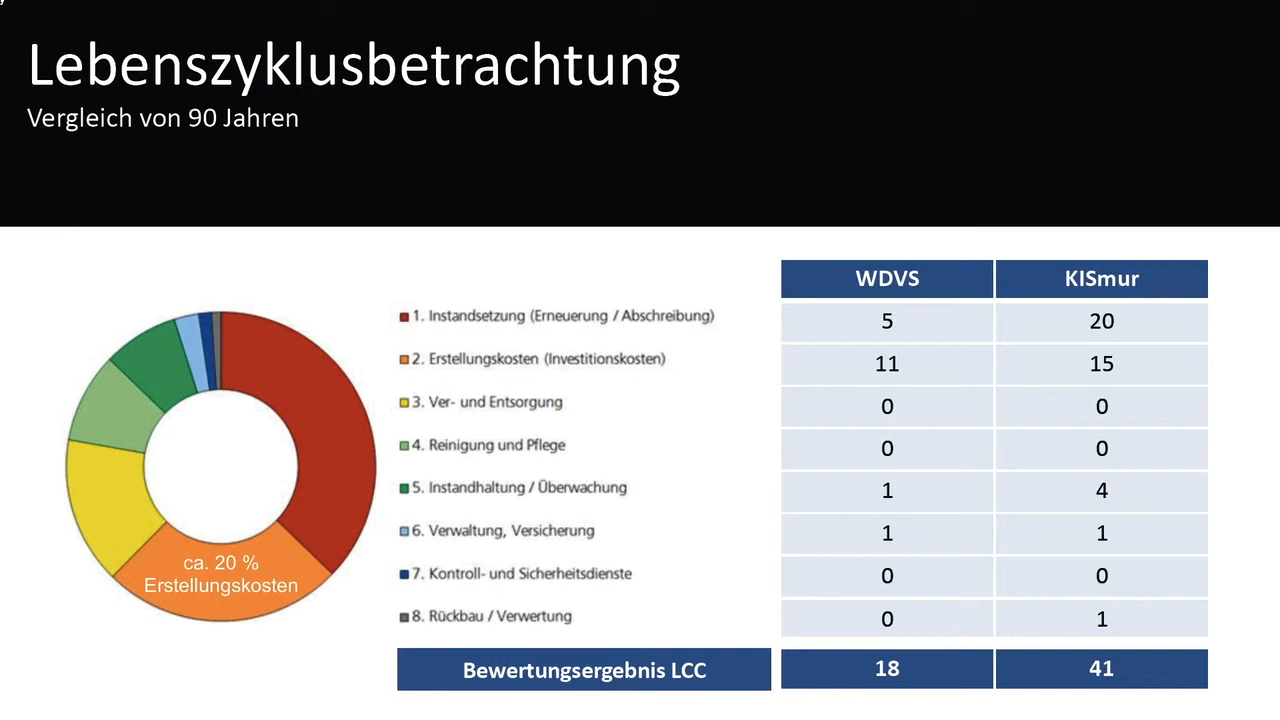 Lebenszyklusbetrachtung
Vergleich von 90 Jahren
WDVS KISmur
1. Instandsetzung (Erneuerung / Abschreibung) 5 20
2. Erstellungskosten (Investitionskosten) 11 15
3. Ver- und Entsorgung 0 0
4. Reinigung und Pflege 0 0
5. Instandhaltung / Überwachung 1 4
6. Verwaltung, Versicherung 1 1
7. Kontroll- und Sicherheitsdienste 0 0
8. Rückbau / Verwertung 0 1
ca. 20 %
Erstellungskosten
Bewertungsergebnis LCC 18 41